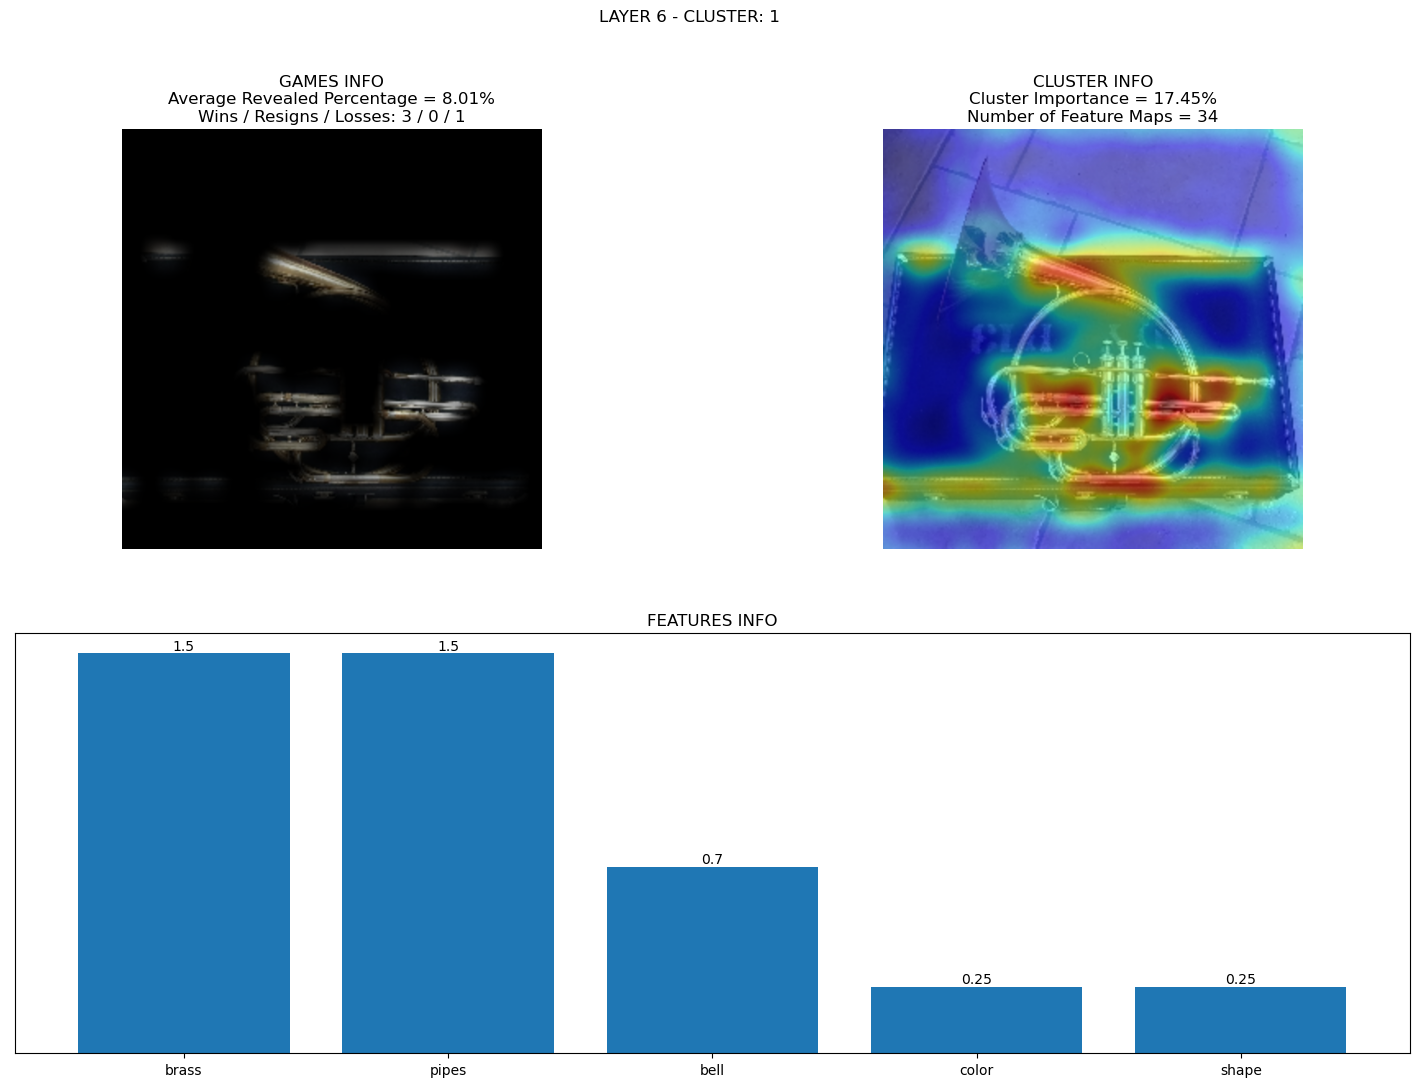 LAYER 6 - CLUSTER: 1
GAMES INFO
Average Revealed Percentage = 8.01%
Wins / Resigns / Losses: 3 / 0 / 1
CLUSTER INFO
Cluster Importance = 17.45%
Number of Feature Maps = 34
FEATURES INFO
1.5
1.5
0.7
0.25
0.25
brass
pipes
bell
color
shape